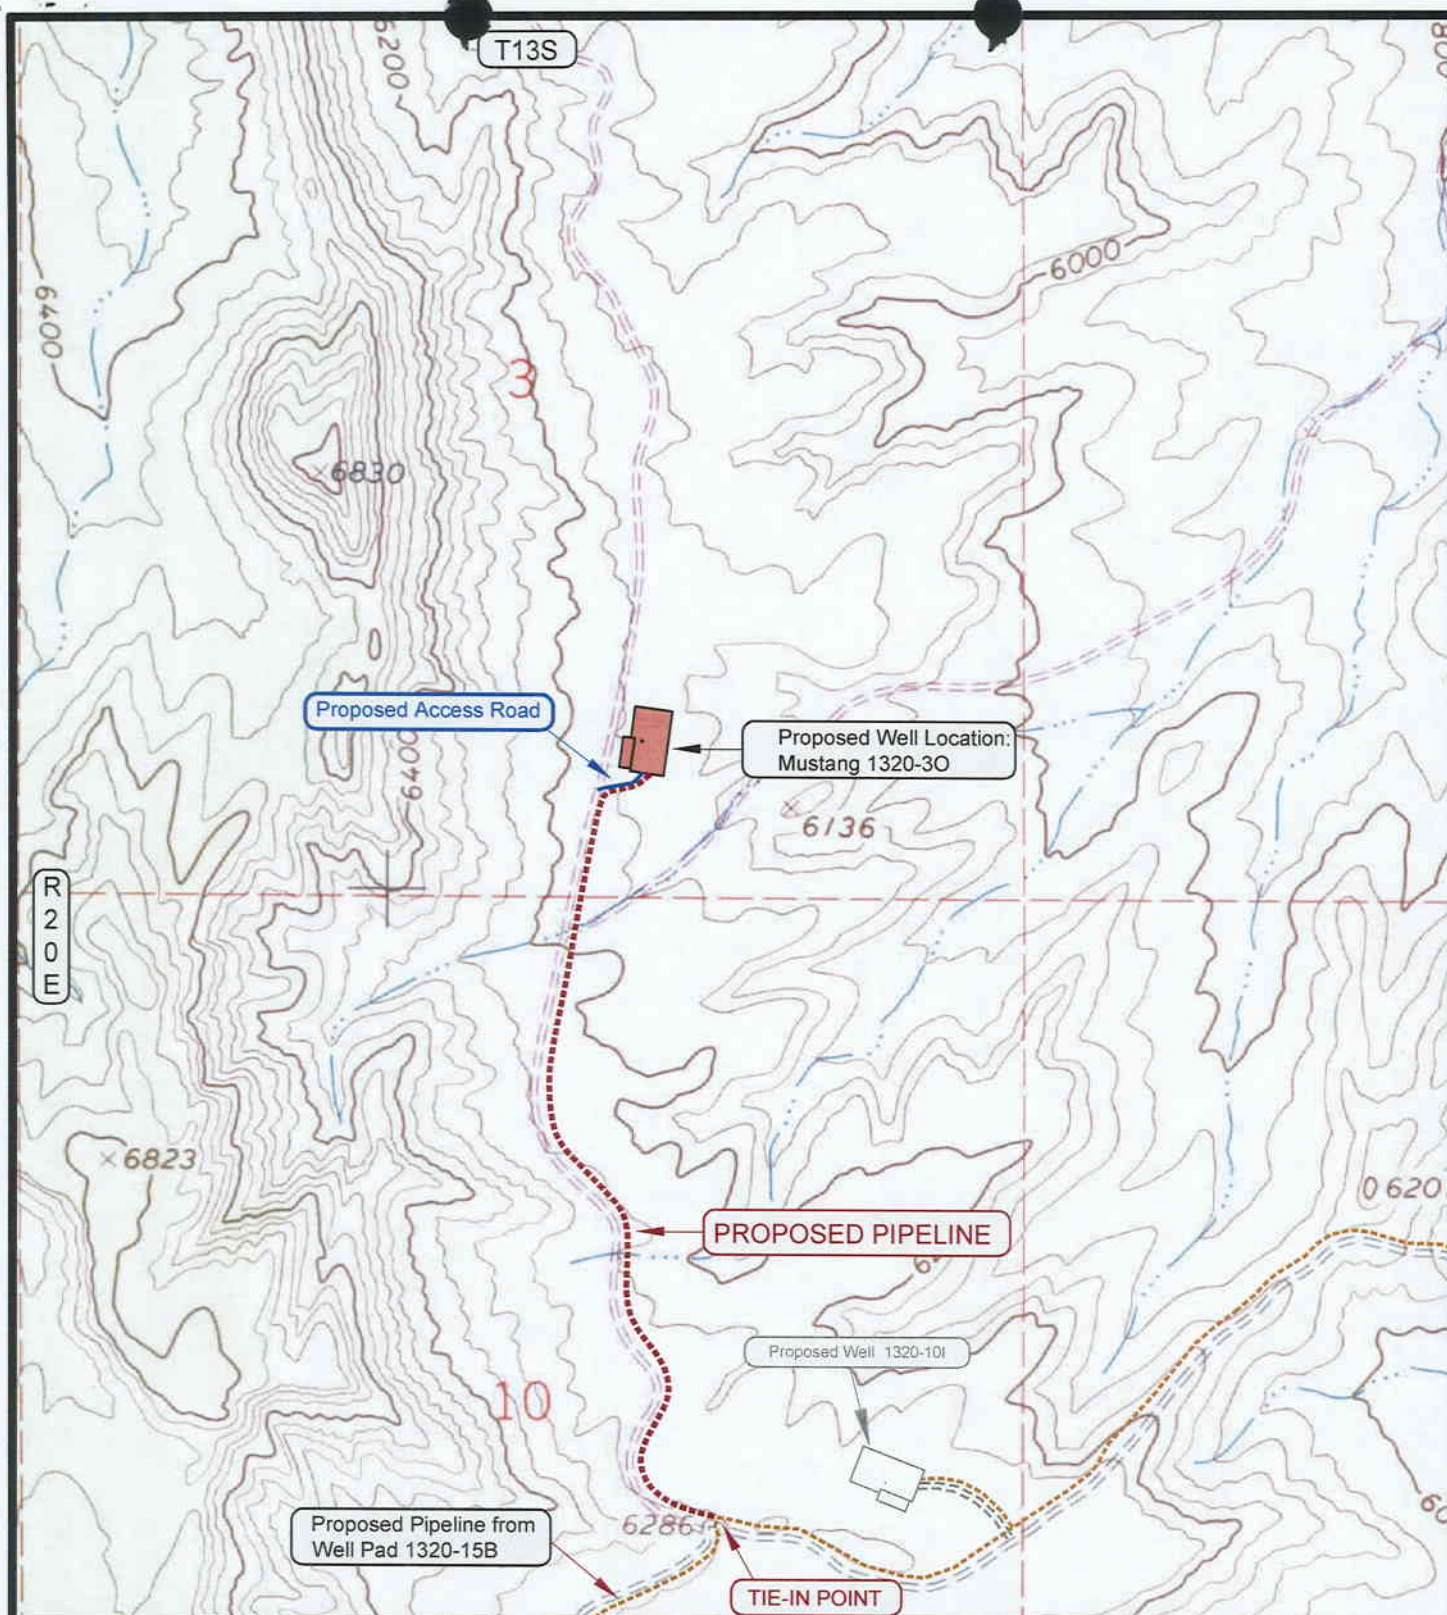 6200
T13S
800
6000
6400
3
6830
Proposed Access Road
Proposed Well Location:
Mustang 1320-3O
6400
6136
R
2
0
E
6823
0 620
PROPOSED PIPELINE
Proposed Well 1320-10I
10
Proposed Pipeline from
Well Pad 1320-15B
6286
TIE-IN POINT